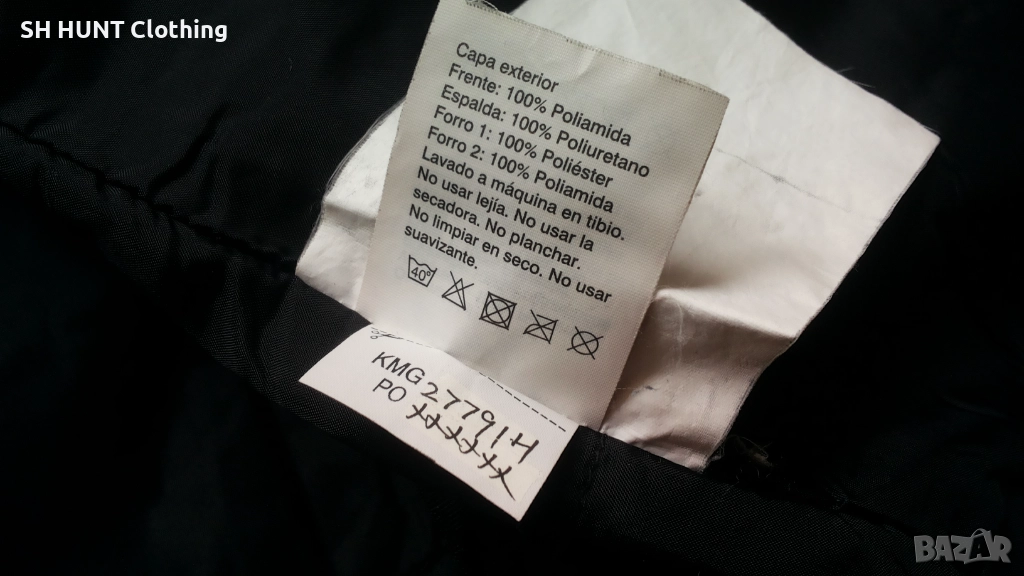 SH HUNT Clothing
Capa exterior
Frente: 100% Poliamida
Espalda: 100% Poliuretano
Forro 1: 100% Poliéster
Forro 2: 100% Poliamida
Lavado a máquina en tibio.
No usar lejía. No usar la
secadora. No planchar.
No limpiar en seco. No usar
suavizante.
40°
KMG 27791H
PO XXXXXX
BAZAR